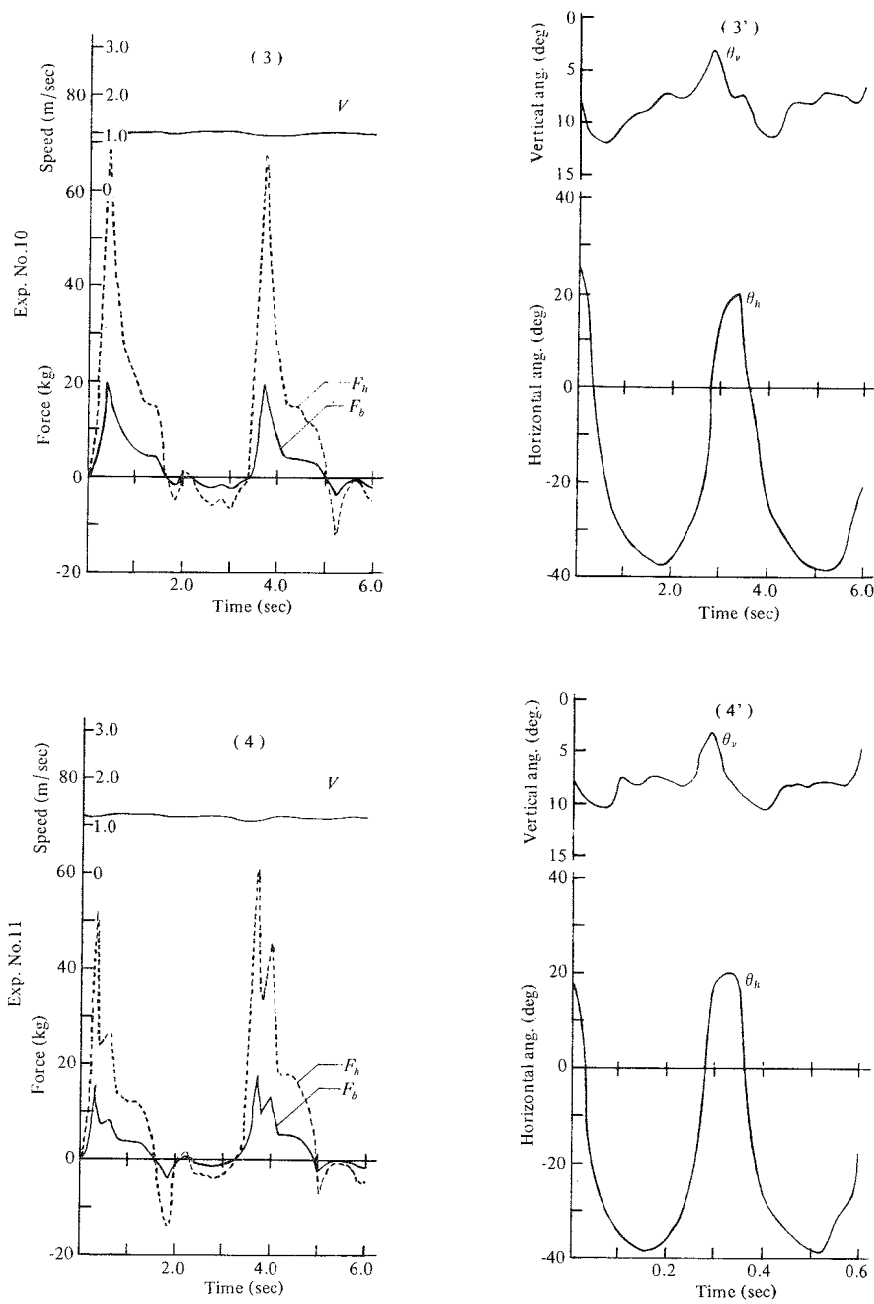 Exp. No.10
Speed (m/sec)
Force (kg)
3.0
2.0
1.0
0
80
60
40
20
0
-20
(3)
V
F_h
F_b
2.0
4.0
6.0
Time (sec)
Vertical ang. (deg)
0
5
10
15
(3')
θ_v
Horizontal ang. (deg)
40
20
0
-20
-40
θ_h
2.0
4.0
6.0
Time (sec)
Exp. No.11
Speed (m/sec)
Force (kg)
3.0
2.0
1.0
0
80
60
40
20
0
-20
(4)
V
F_h
F_b
2.0
4.0
6.0
Time (sec)
Vertical ang. (deg.)
0
5
10
15
(4')
θ_v
Horizontal ang. (deg)
40
20
0
-20
-40
θ_h
0.2
0.4
0.6
Time (sec)